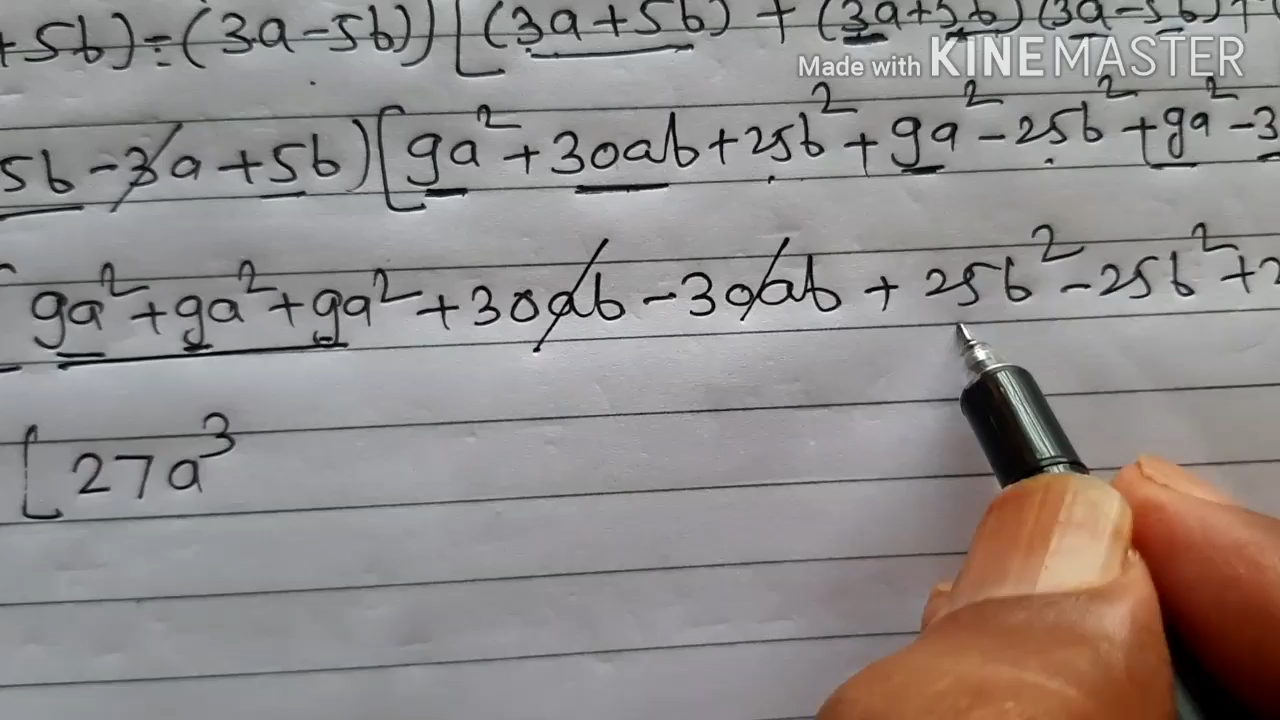 +5b)-(3a-5b))[(3a+5b)+(3a+5b)(3a-5b)+
Made with KINEMASTER
5b-3a+5b)[9a²+30ab+25b²+9a²-25b²+9a²-3
9a²+9a²+9a²+30ab-30ab+25b²-25b²+2
[27a³